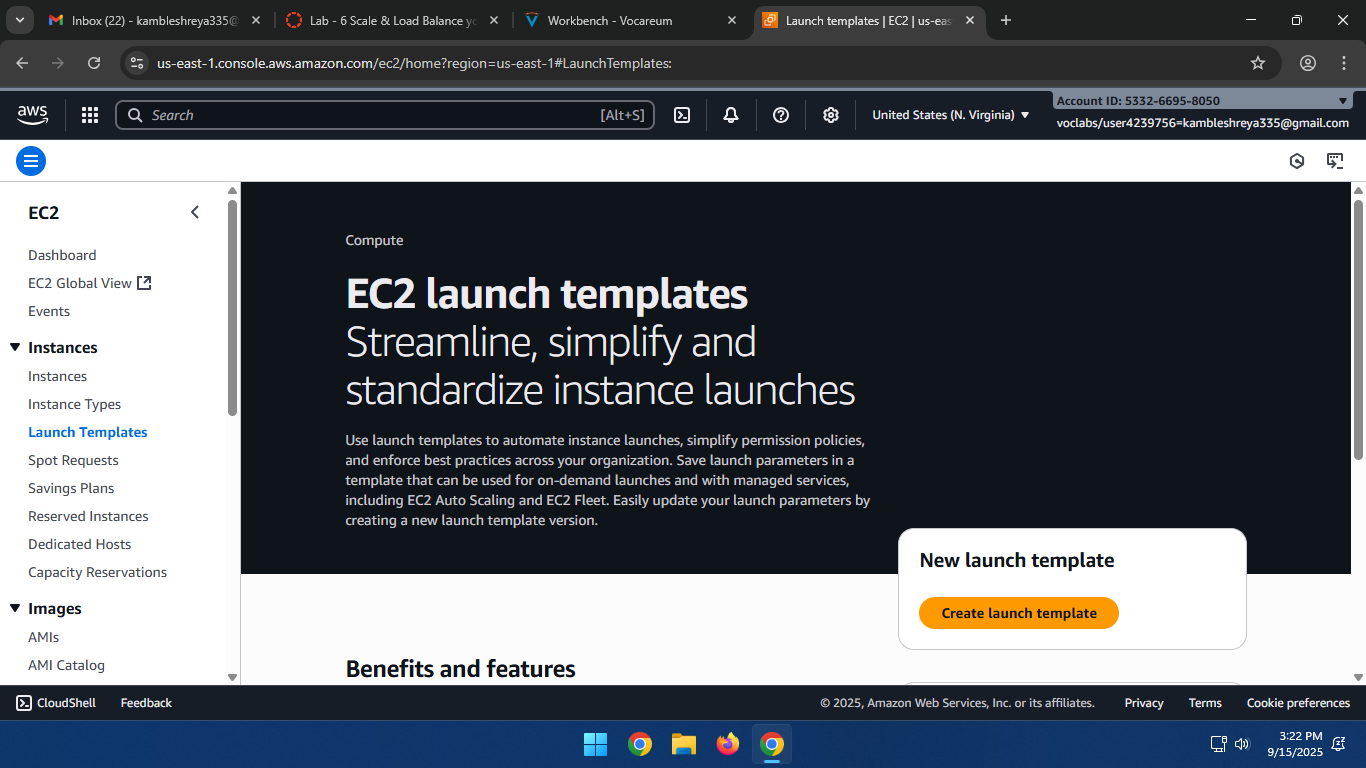 Inbox (22) - kambleshreya335@
Lab - 6 Scale & Load Balance yo
Workbench - Vocareum
Launch templates | EC2 | us-eas
us-east-1.console.aws.amazon.com/ec2/home?region=us-east-1#LaunchTemplates:
aws
Search
[Alt+S]
United States (N. Virginia)
Account ID: 5332-6695-8050
voclabs/user4239756=kambleshreya335@gmail.com
EC2
Dashboard
EC2 Global View
Events
Instances
Instances
Instance Types
Launch Templates
Spot Requests
Savings Plans
Reserved Instances
Dedicated Hosts
Capacity Reservations
Images
AMIs
AMI Catalog
Compute
EC2 launch templates
Streamline, simplify and
standardize instance launches
Use launch templates to automate instance launches, simplify permission policies,
and enforce best practices across your organization. Save launch parameters in a
template that can be used for on-demand launches and with managed services,
including EC2 Auto Scaling and EC2 Fleet. Easily update your launch parameters by
creating a new launch template version.
New launch template
Create launch template
Benefits and features
CloudShell
Feedback
© 2025, Amazon Web Services, Inc. or its affiliates.
Privacy
Terms
Cookie preferences
3:22 PM
9/15/2025